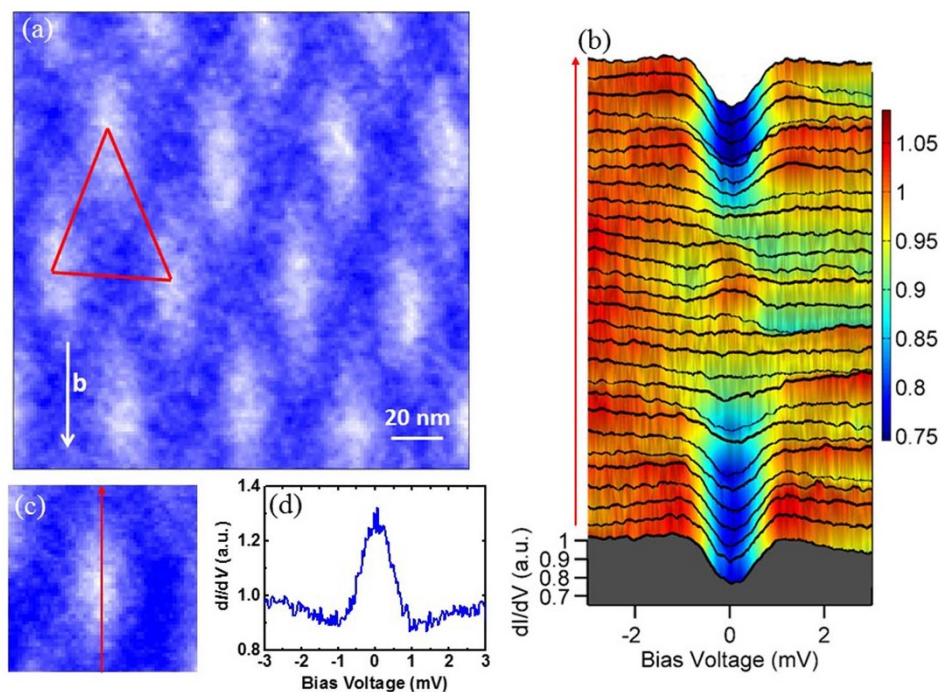 (a)
b
20 nm
(b)
1.05
1
0.95
0.9
0.85
0.8
0.75
1
0.9
0.8
0.7
dI/dV (a.u.)
-2
0
2
Bias Voltage (mV)
(c)
(d)
1.4
1.2
1.0
0.8
dI/dV (a.u.)
-3
-2
-1
0
1
2
3
Bias Voltage (mV)